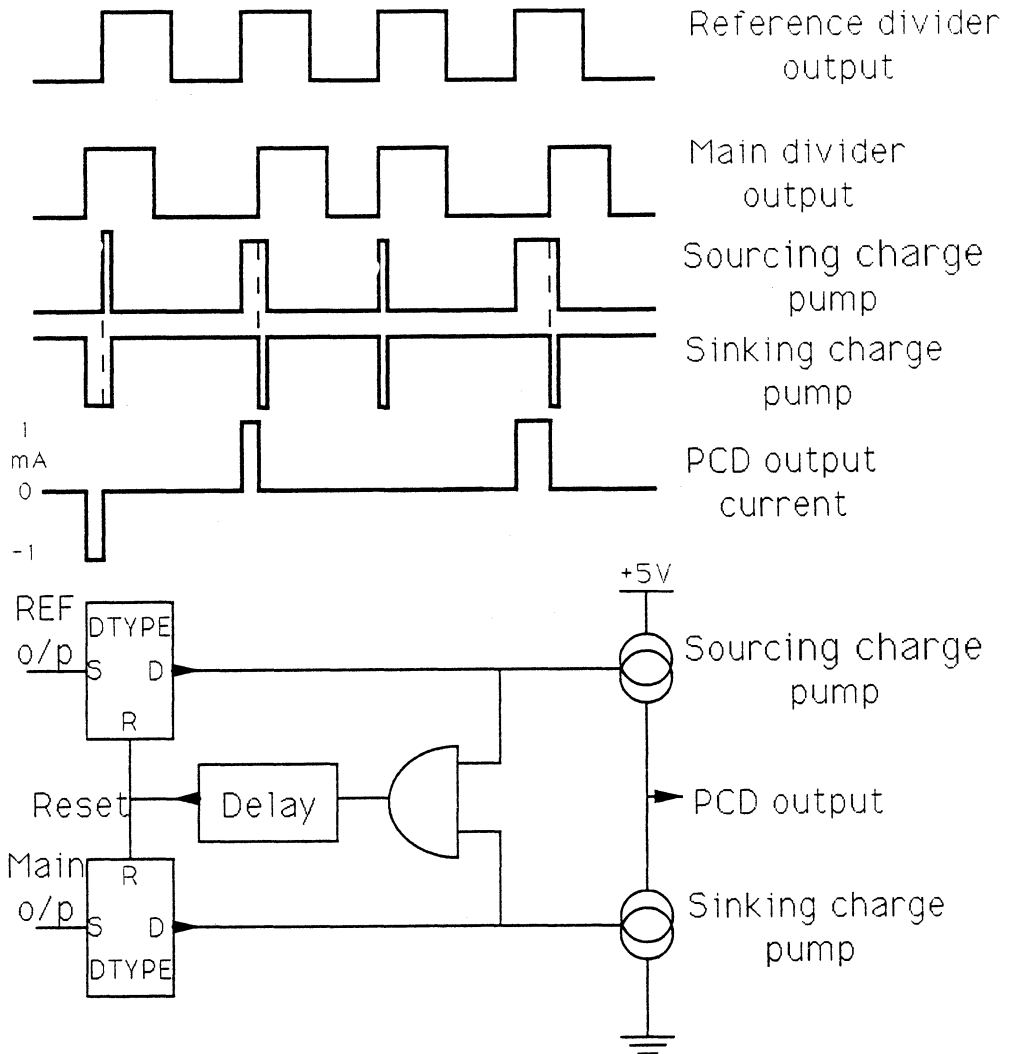 Reference divider
output
Main divider
output
Sourcing charge
pump
Sinking charge
pump
1
mA
0
-1
PCD output
current
+5V
REF
o/p
DTYPE
S
D
R
Sourcing charge
pump
Reset
Delay
PCD output
Main
o/p
R
S
D
DTYPE
Sinking charge
pump